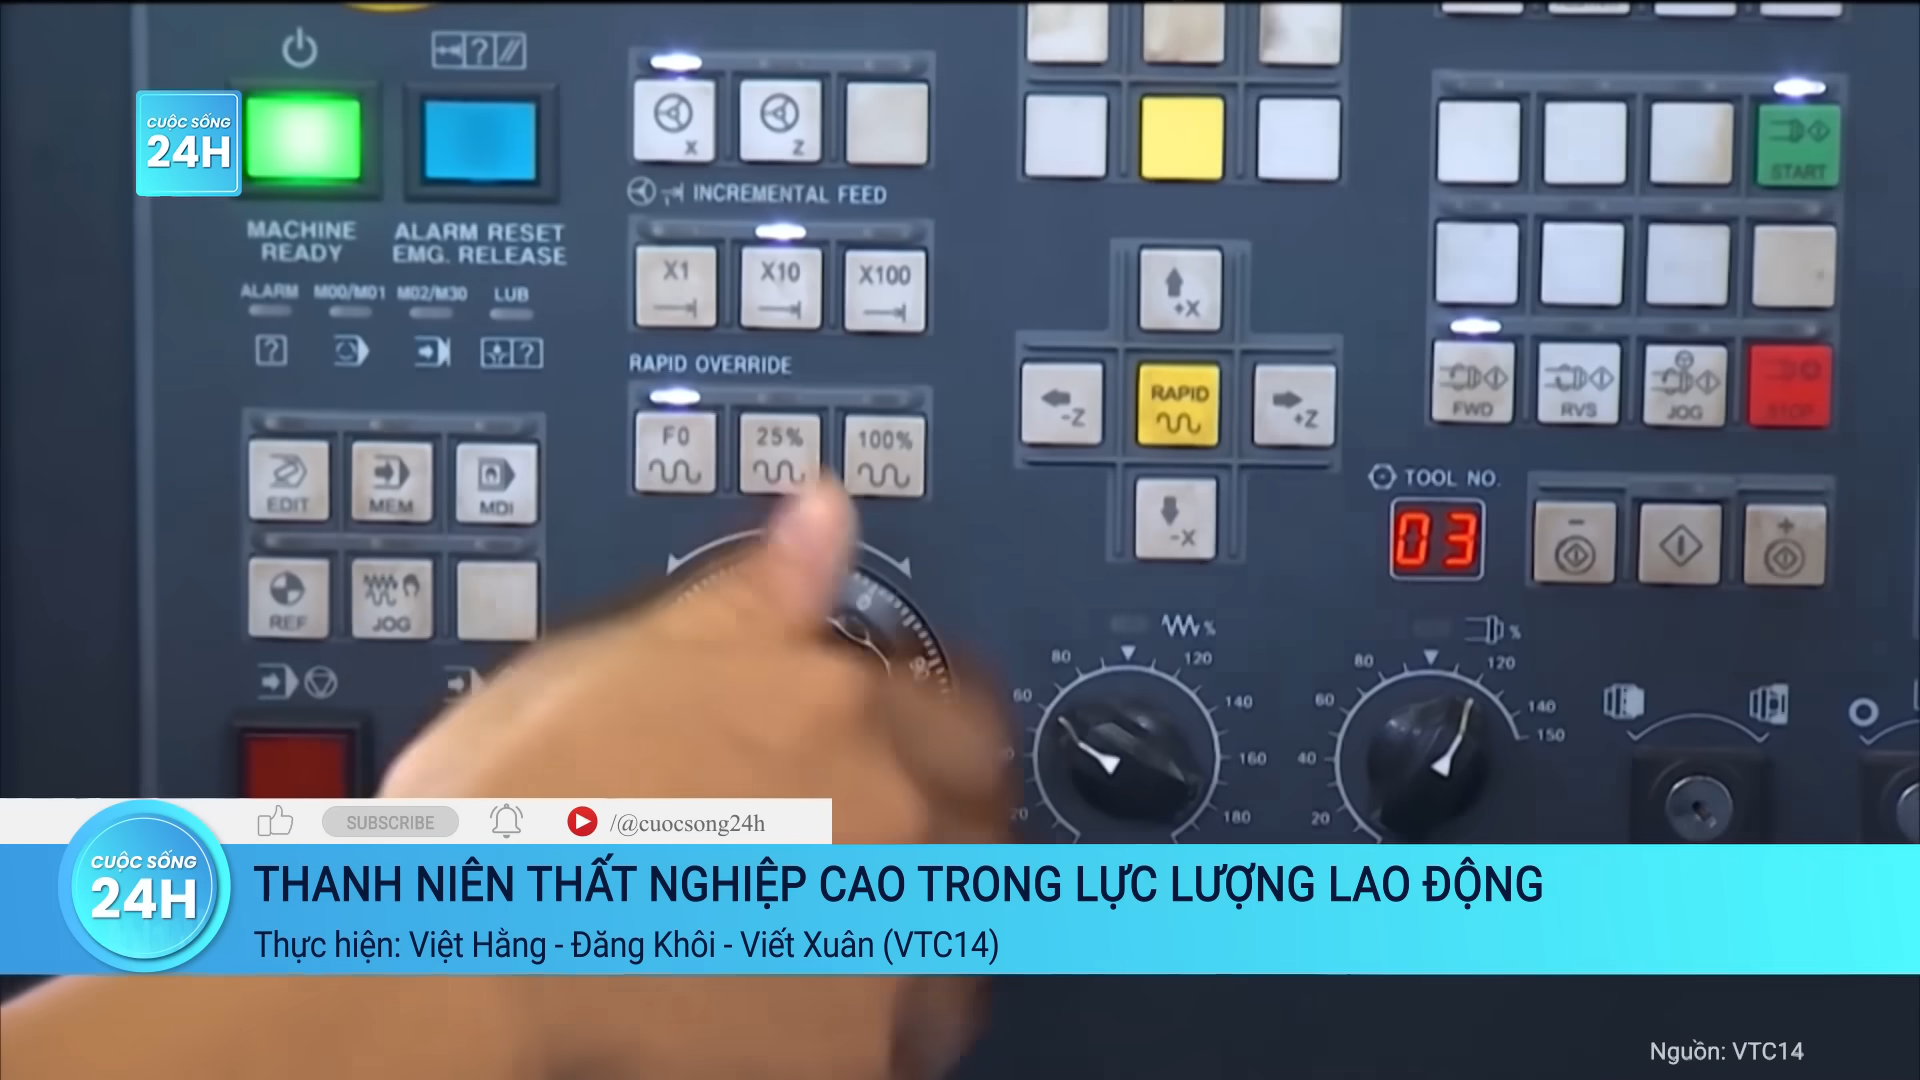 CUỘC SỐNG
24H
MACHINE
READY
ALARM RESET
EMG. RELEASE
ALARM
M00/M01
M02/M30
LUB
?
?
?
X
Z
INCREMENTAL FEED
X1
X10
X100
RAPID OVERRIDE
F0
25%
100%
EDIT
MEM
MDI
REF
JOG
0
90
+X
-Z
RAPID
+Z
-X
START
FWD
RVS
JOG
STOP
TOOL NO.
03
-
+
%
80
120
60
140
160
20
180
%
80
120
60
140
150
40
20
SUBSCRIBE
/@cuocsong24h
CUỘC SỐNG
24H
THANH NIÊN THẤT NGHIỆP CAO TRONG LỰC LƯỢNG LAO ĐỘNG
Thực hiện: Việt Hằng - Đăng Khôi - Viết Xuân (VTC14)
Nguồn: VTC14